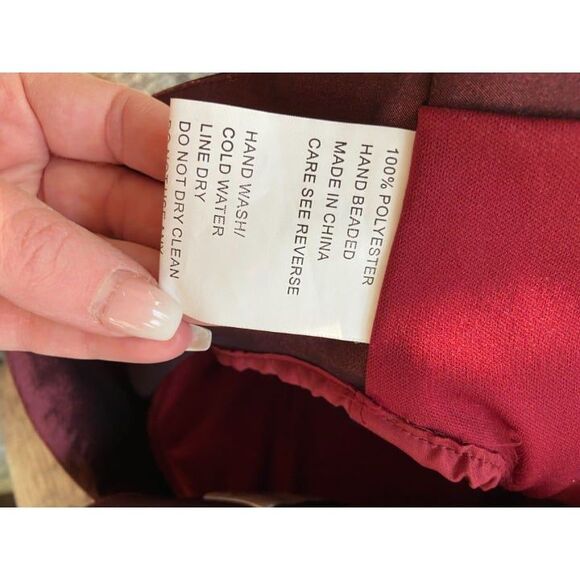 100% POLYESTER
HAND BEADED
MADE IN CHINA
CARE SEE REVERSE
HAND WASH/
COLD WATER
LINE DRY
DO NOT DRY CLEAN